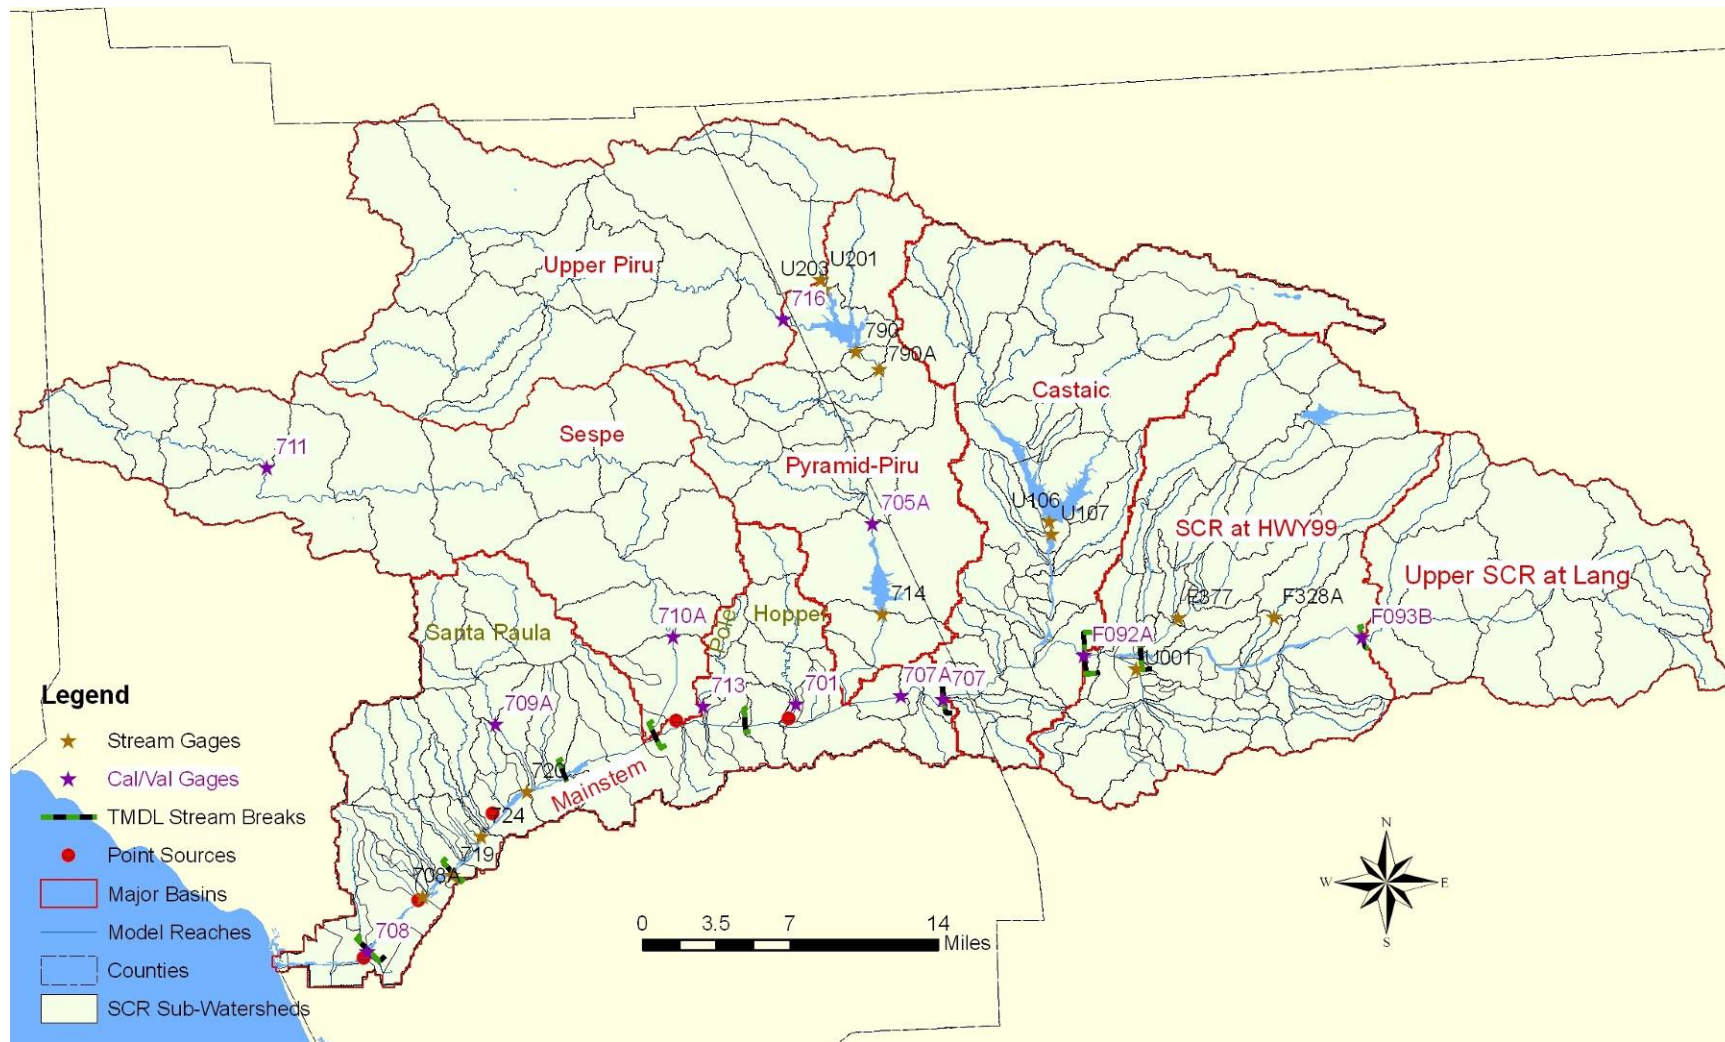 U201
U203
Upper Piru
716
790
790A
Castaic
Sespe
711
Pyramid-Piru
705A
U106
U107
SCR at HWY99
Upper SCR at Lang
714
F377
F328A
710A
Pole
Hopper
Santa Paula
F092A
F093B
U001
707A
707
713
701
709A
720
Mainstem
724
719
708A
708
Legend
Stream Gages
Cal/Val Gages
TMDL Stream Breaks
Point Sources
Major Basins
Model Reaches
Counties
SCR Sub-Watersheds
0 3.5 7 14
Miles
N
W E
S